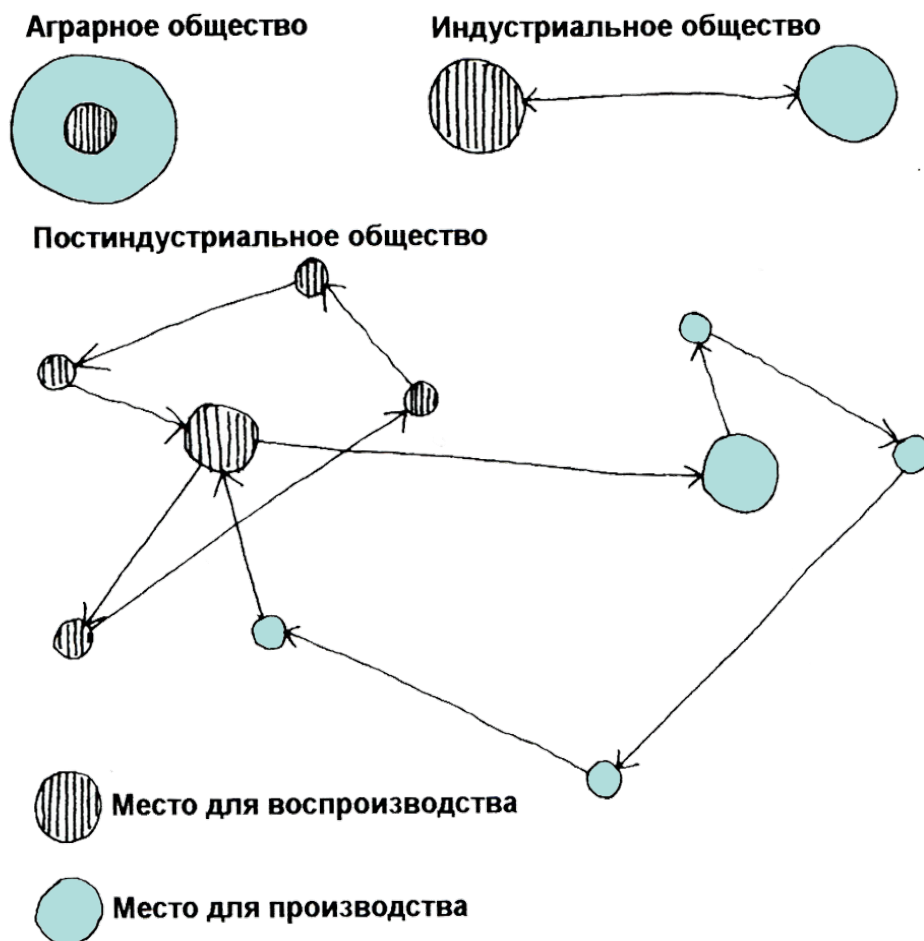 Аграрное общество
Индустриальное общество
Постиндустриальное общество
Место для воспроизводства
Место для производства